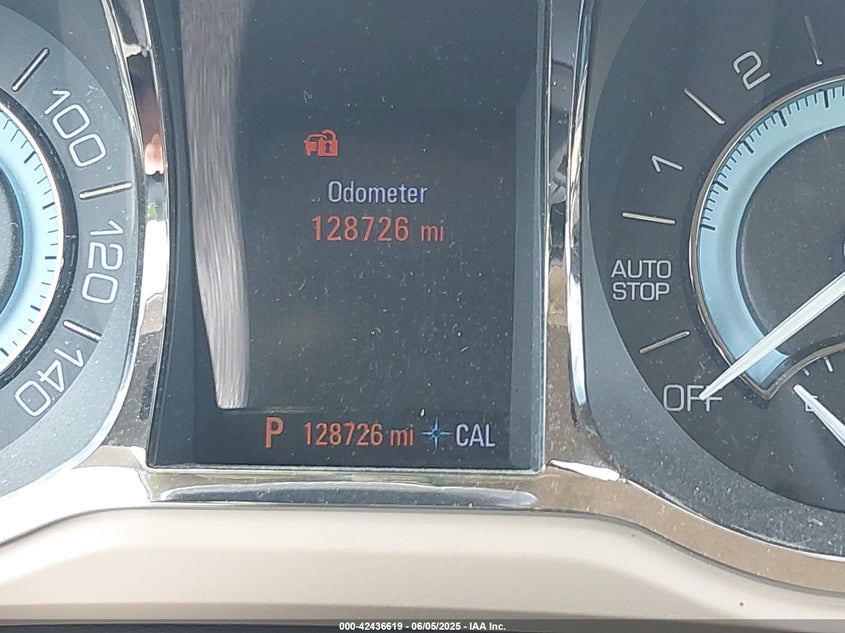 100
120
140
Odometer
128726 mi
P 128726 mi CAL
2
1
AUTO
STOP
OFF
E
000-42436619 - 06/05/2025 - IAA Inc.